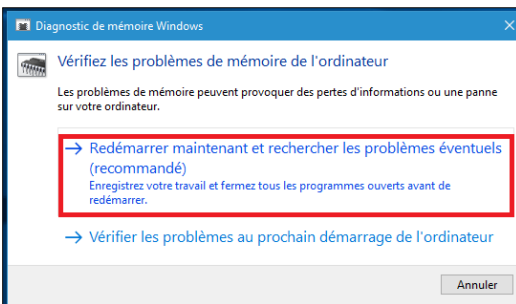 Diagnostic de mémoire Windows
Vérifiez les problèmes de mémoire de l'ordinateur
Les problèmes de mémoire peuvent provoquer des pertes d'informations ou une panne
sur votre ordinateur.
Redémarrer maintenant et rechercher les problèmes éventuels
(recommandé)
Enregistrez votre travail et fermez tous les programmes ouverts avant de
redémarrer.
Vérifier les problèmes au prochain démarrage de l'ordinateur
Annuler